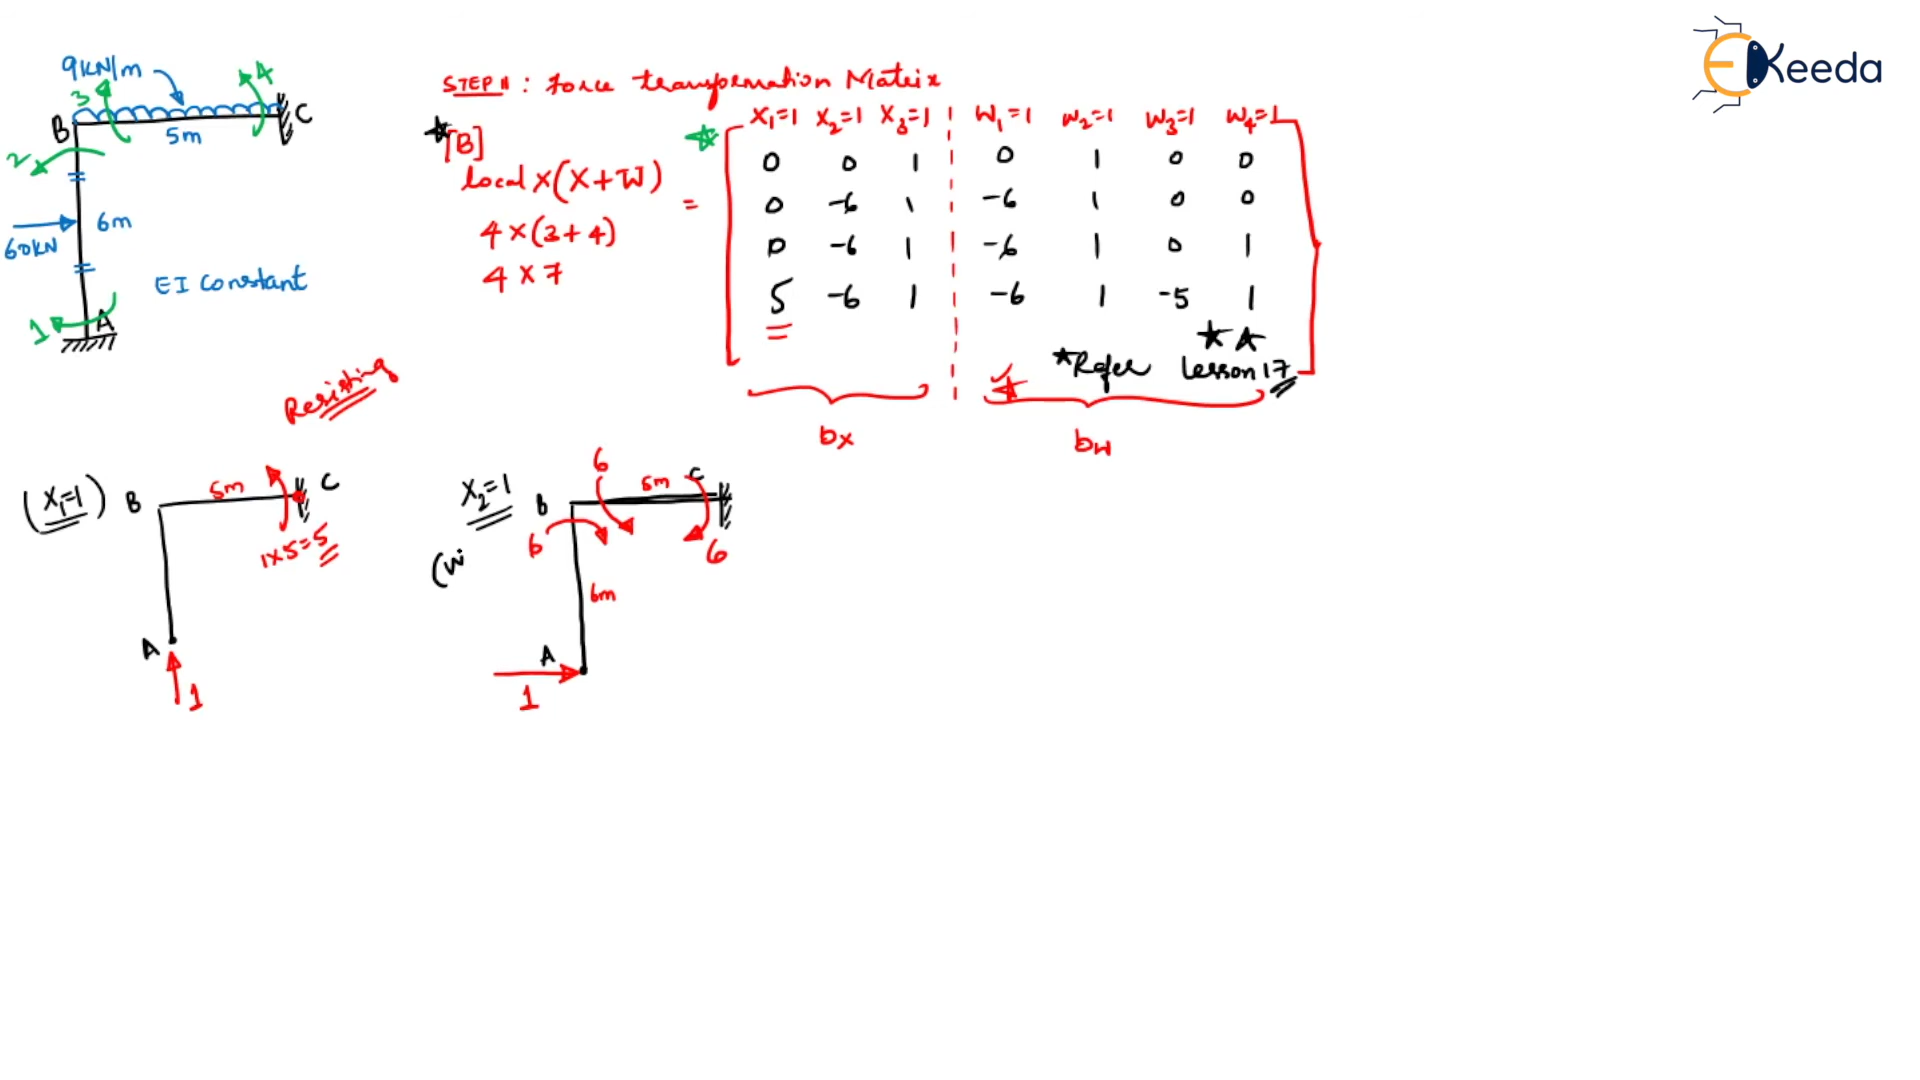 EKeeda
9KN/m
3
4
B
C
5m
2
60KN
6m
EI Constant
1
A
STEP II : Force transformation Matrix
[B]
local x (X+W)
4 x (3+4)
4 x 7
=
X₁=1 X₂=1 X₃=1 W₁=1 W₂=1 W₃=1 W₄=1
0 0 1 0 1 0 0
0 -6 1 -6 1 0 0
0 -6 1 -6 1 0 1
5 -6 1 -6 1 -5 1
Refer Lesson 17
bx
bw
Resisting
(X₁=1)
B
5m
C
1x5=5
A
1
X₂=1
B
6
5m
C
6
6
(W
6m
A
1